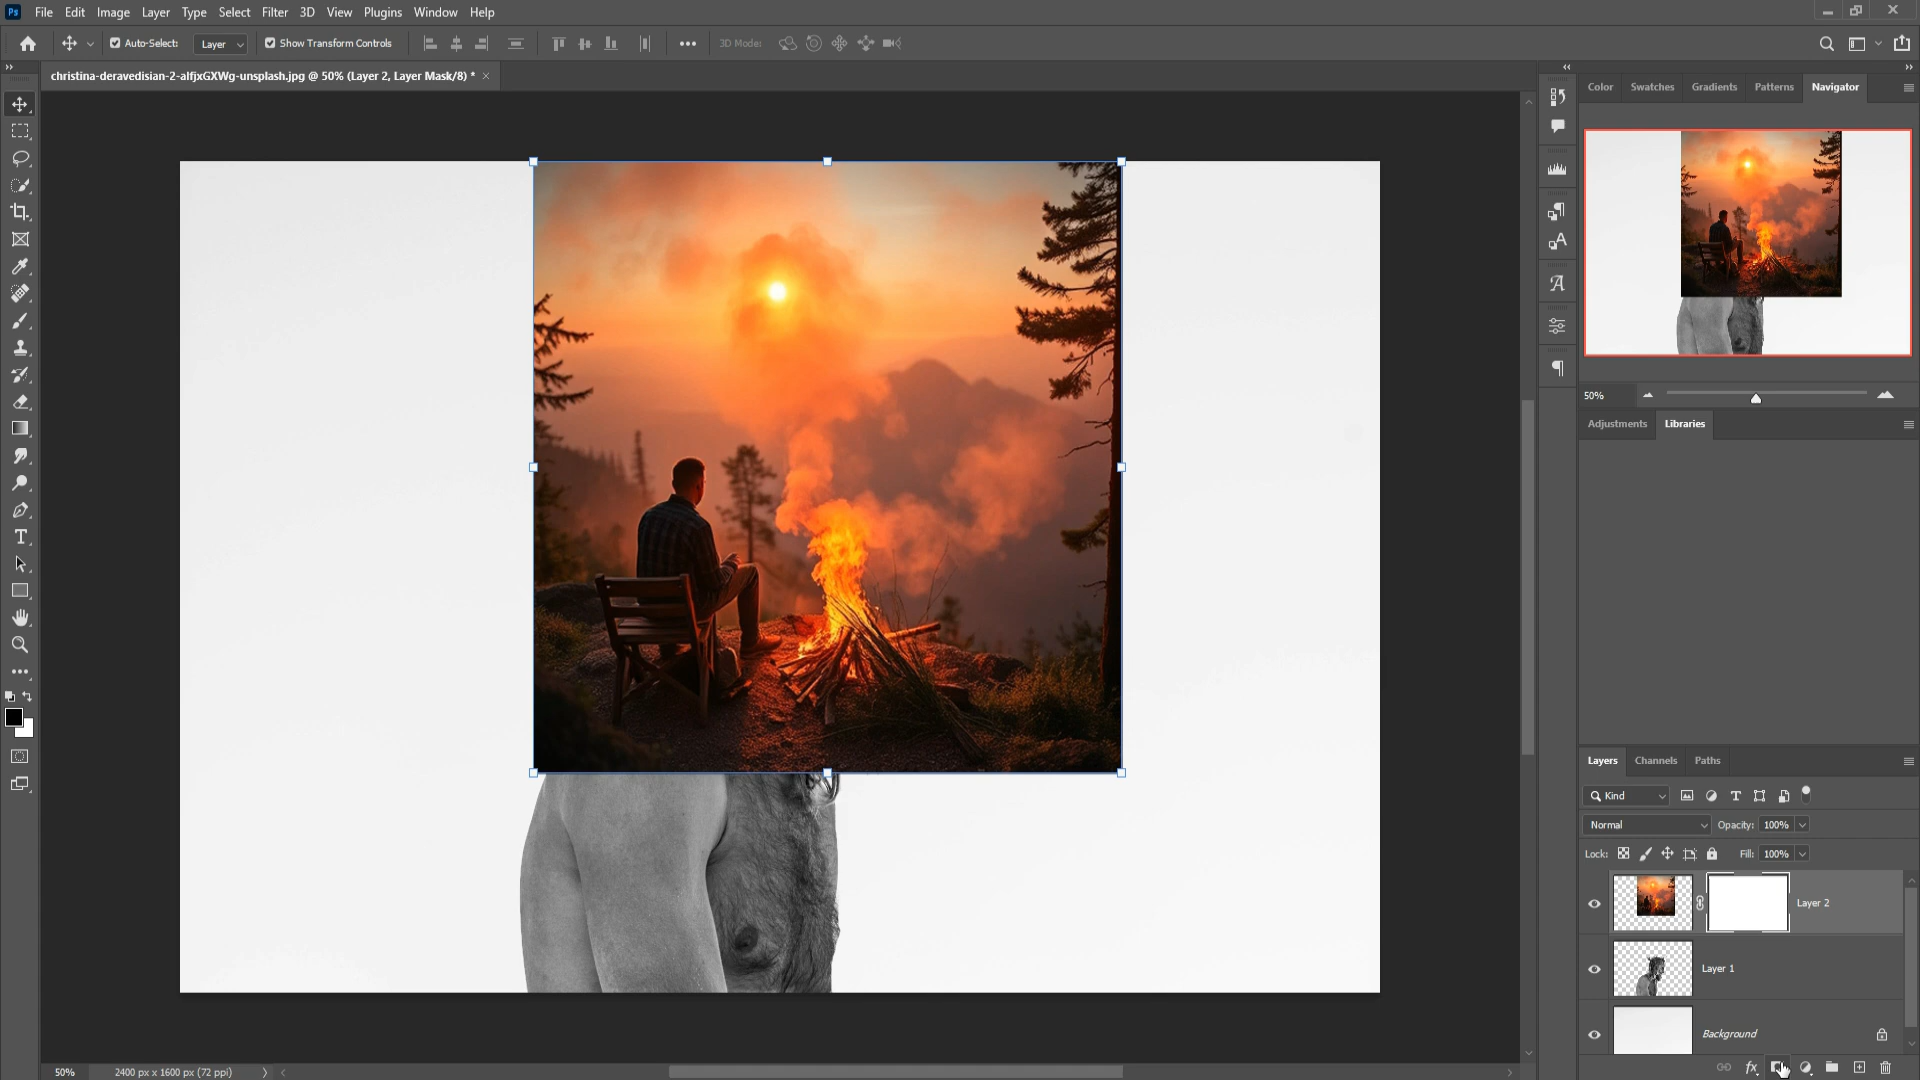 Ps File Edit Image Layer Type Select Filter 3D View Plugins Window Help
Auto-Select: Layer Show Transform Controls 3D Mode:
christina-deravedisian-2-alfjxGXWg-unsplash.jpg @ 50% (Layer 2, Layer Mask/8) *
Color Swatches Gradients Patterns Navigator
50%
Adjustments Libraries
Layers Channels Paths
Kind
Normal Opacity: 100%
Lock: Fill: 100%
Layer 2
Layer 1
Background
fx
50% 2400 px x 1600 px (72 ppi)